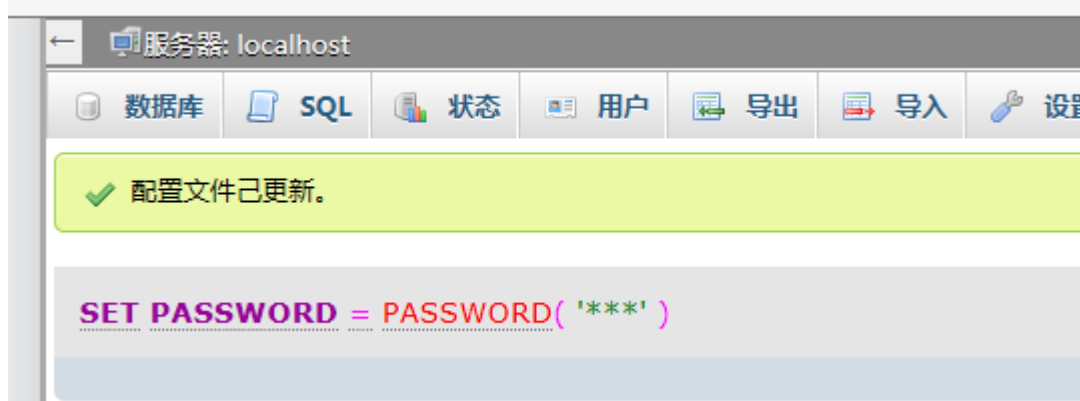 ← 服务器: localhost
数据库 SQL 状态 用户 导出 导入 设置
配置文件己更新。
SET PASSWORD = PASSWORD( '***' )